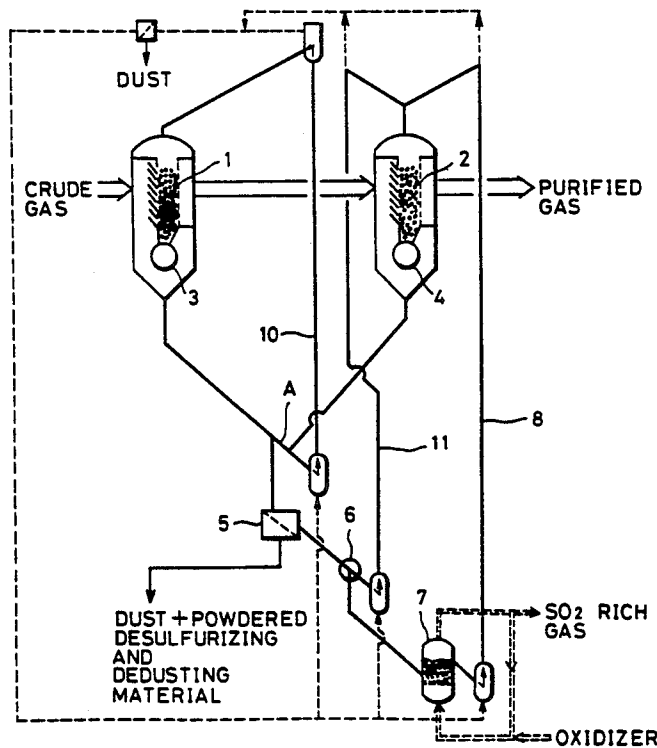 DUST
1
2
CRUDE
GAS
PURIFIED
GAS
3
4
10
A
8
11
5
6
7
SO2 RICH
GAS
DUST+POWDERED
DESULFURIZING
AND
DEDUSTING
MATERIAL
OXIDIZER